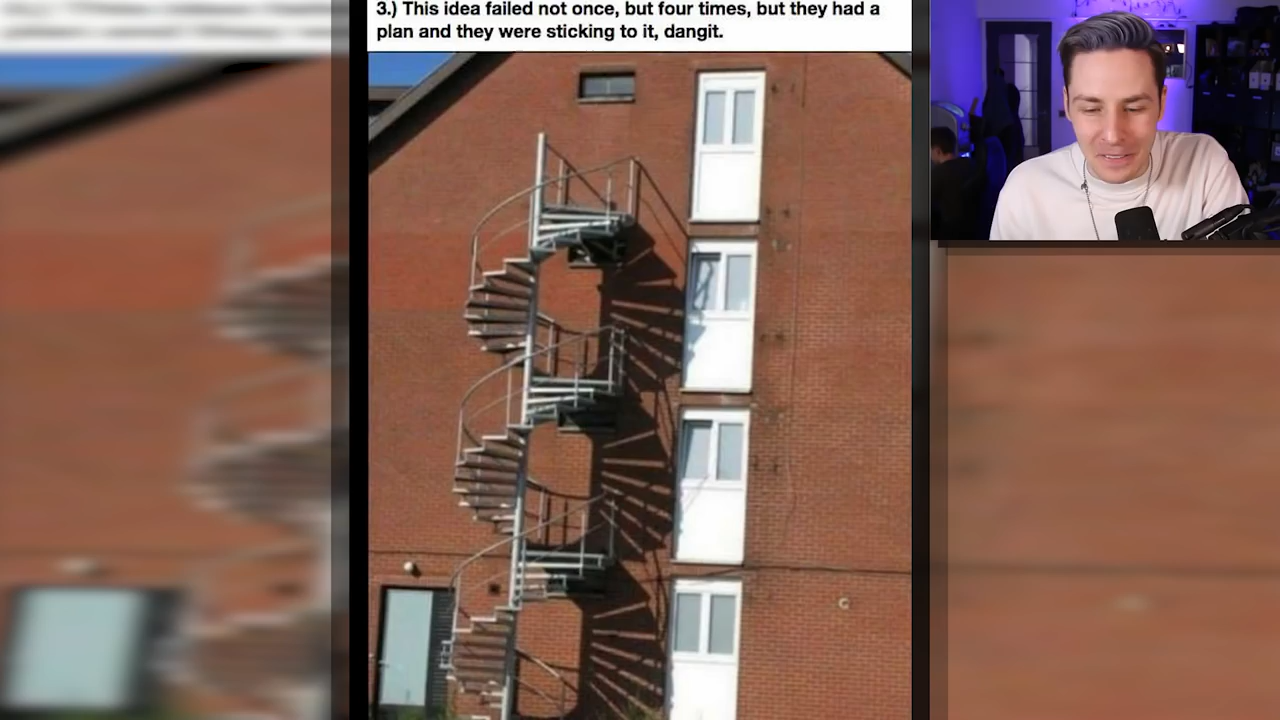 3.) This idea failed not once, but four times, but they had a
plan and they were sticking to it, dangit.